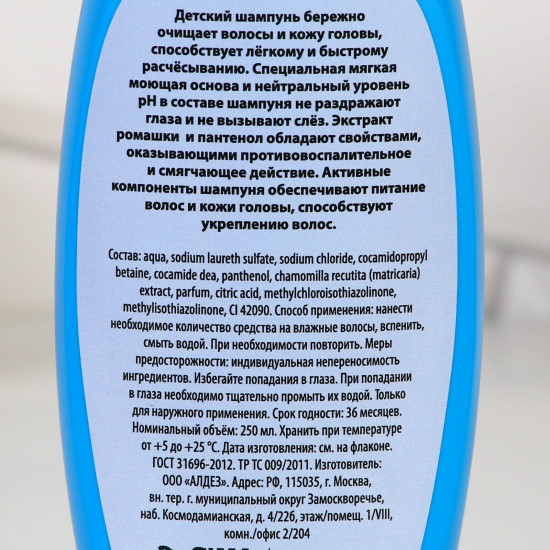 Детский шампунь бережно
очищает волосы и кожу головы,
способствует лёгкому и быстрому
расчёсыванию. Специальная мягкая
моющая основа и нейтральный уровень
pH в составе шампуня не раздражают
глаза и не вызывают слёз. Экстракт
ромашки и пантенол обладают свойствами,
оказывающими противовоспалительное
и смягчающее действие. Активные
компоненты шампуня обеспечивают питание
волос и кожи головы, способствуют
укреплению волос.
Состав: aqua, sodium laureth sulfate, sodium chloride, cocamidopropyl
betaine, cocamide dea, panthenol, chamomilla recutita (matricaria)
extract, parfum, citric acid, methylchloroisothiazolinone,
methylisothiazolinone, CI 42090. Способ применения: нанести
необходимое количество средства на влажные волосы, вспенить,
смыть водой. При необходимости повторить. Меры
предосторожности: индивидуальная непереносимость
ингредиентов. Избегайте попадания в глаза. При попадании
в глаза необходимо тщательно промыть их водой. Только
для наружного применения. Срок годности: 36 месяцев.
Номинальный объём: 250 мл. Хранить при температуре
от +5 до +25 °С. Дата изготовления: см. на флаконе.
ГОСТ 31696-2012. ТР ТС 009/2011. Изготовитель:
ООО «АЛДЕЗ». Адрес: РФ, 115035, г. Москва,
вн. тер. г. муниципальный округ Замоскворечье,
наб. Космодамианская, д. 4/22б, этаж/помещ. 1/VIII,
комн./офис 2/204